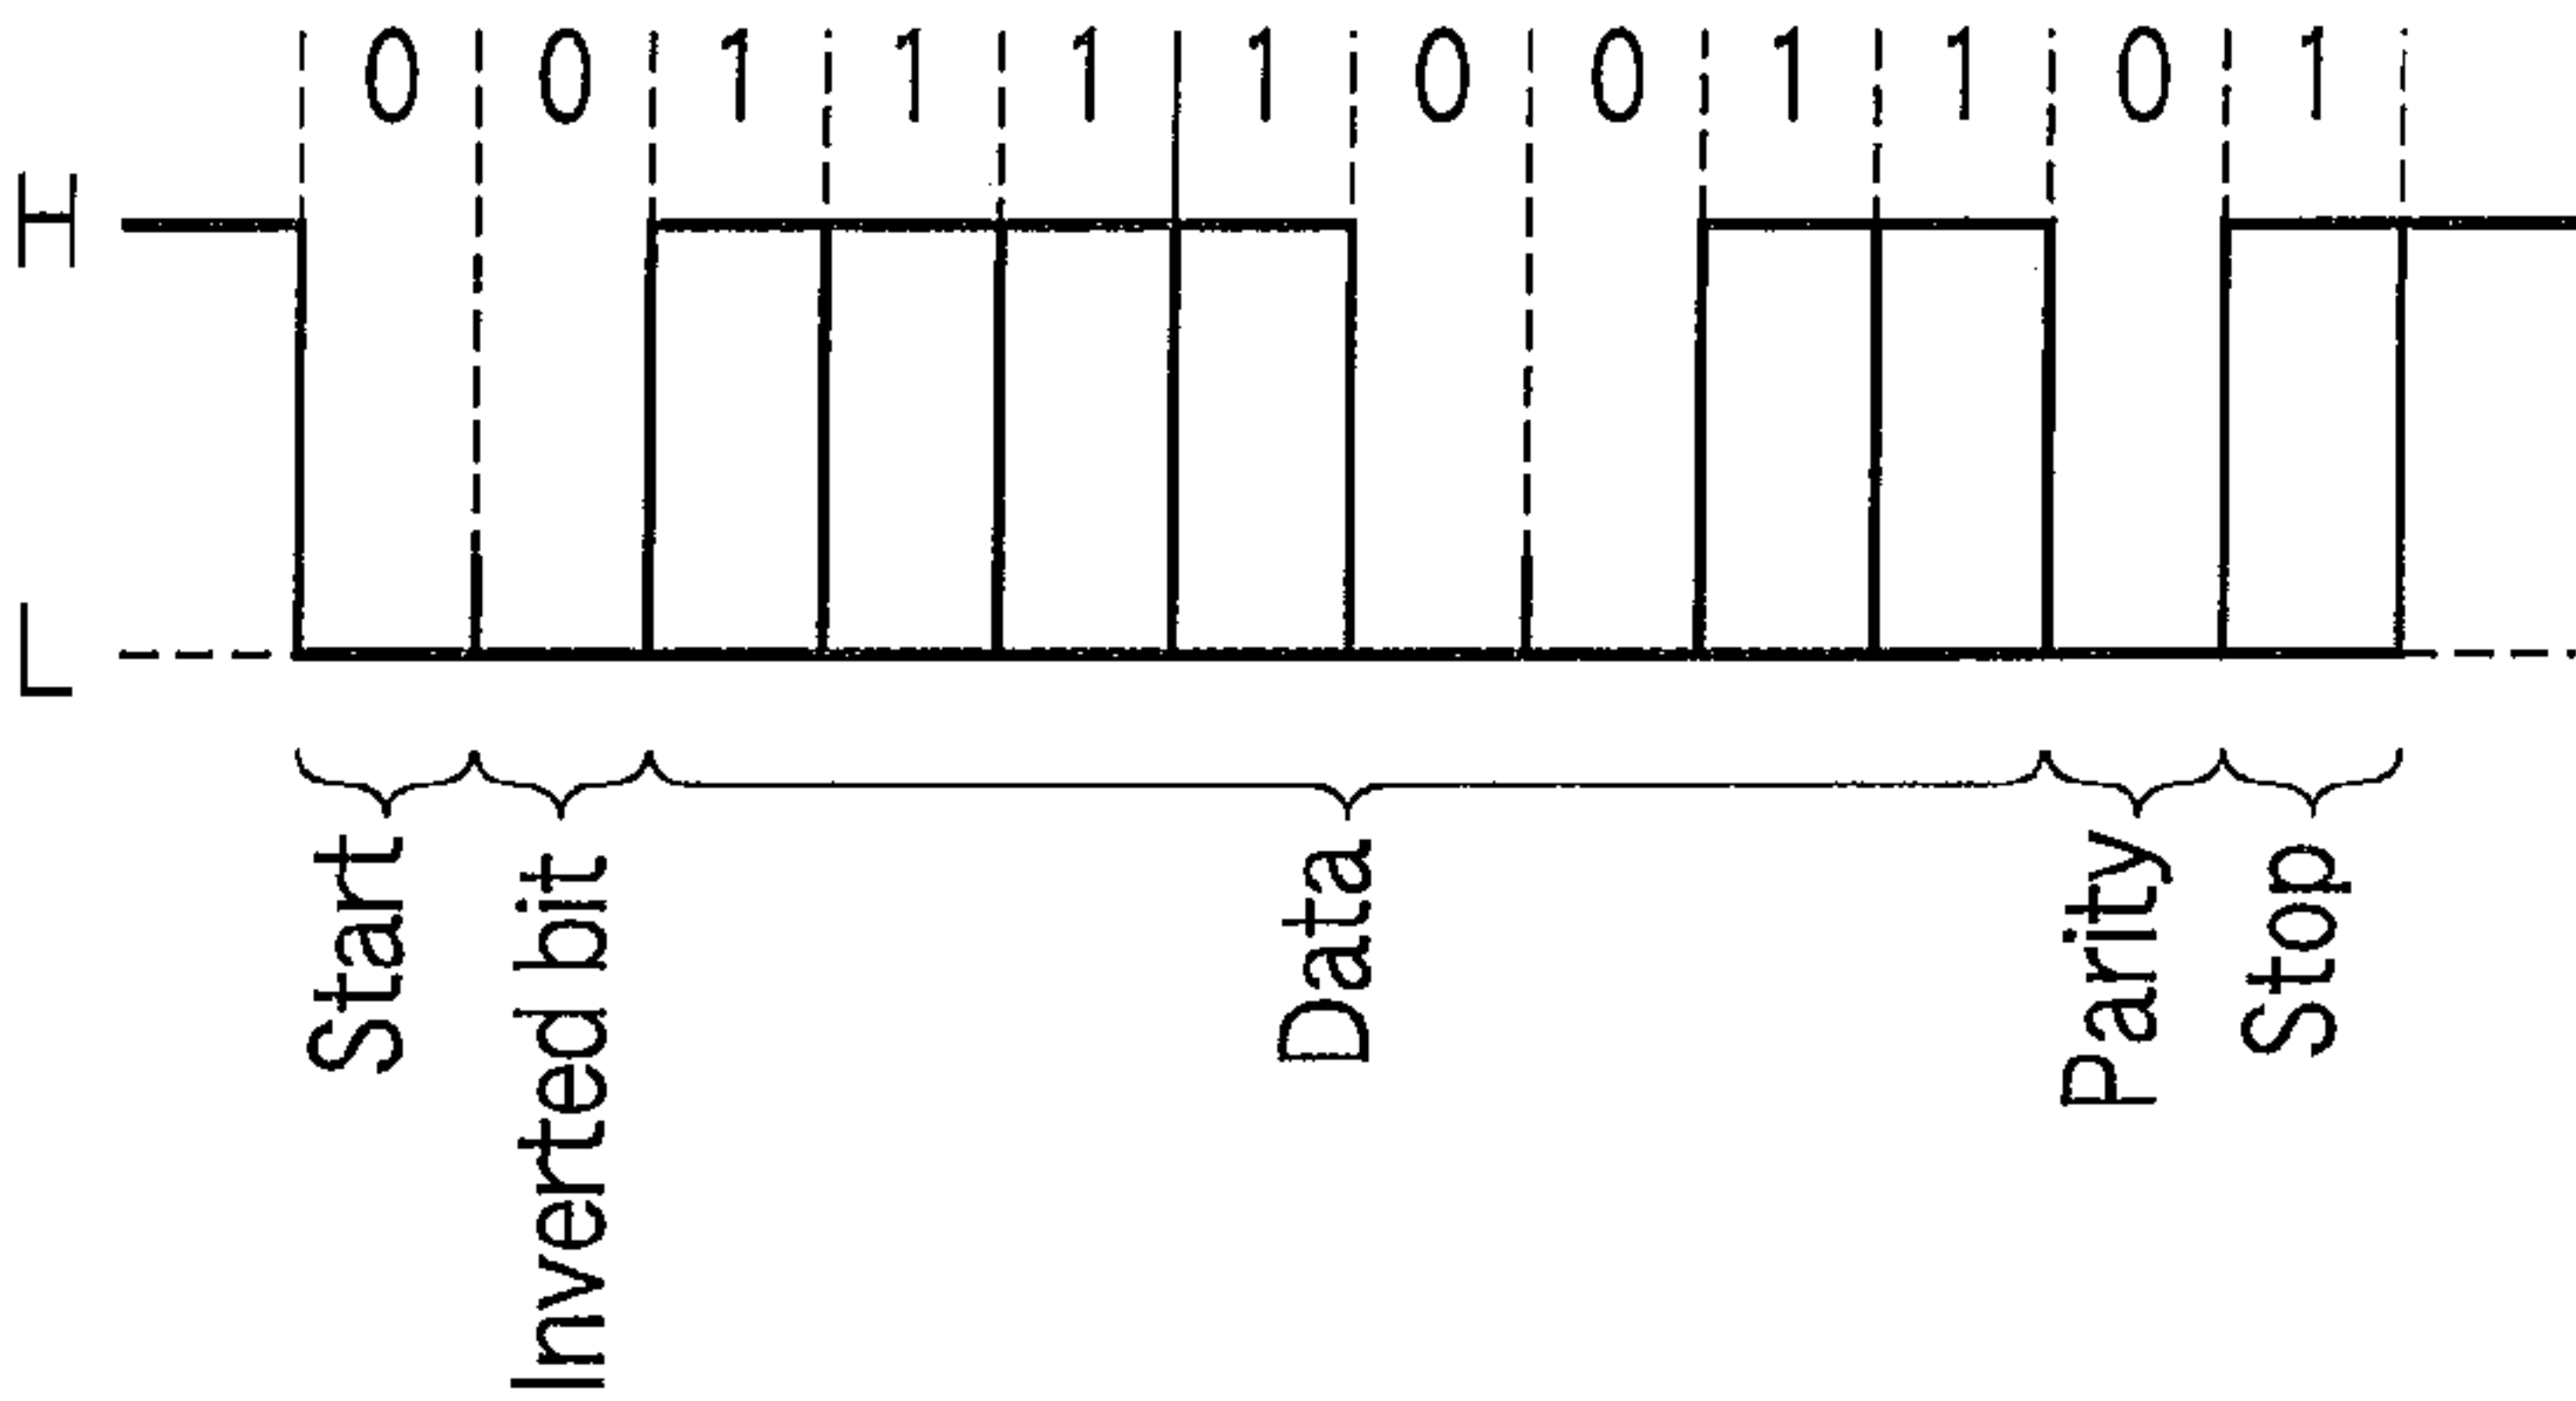 0 0 1 1 1 1 0 0 1 1 0 1
H
L
Start
Inverted bit
Data
Parity
Stop